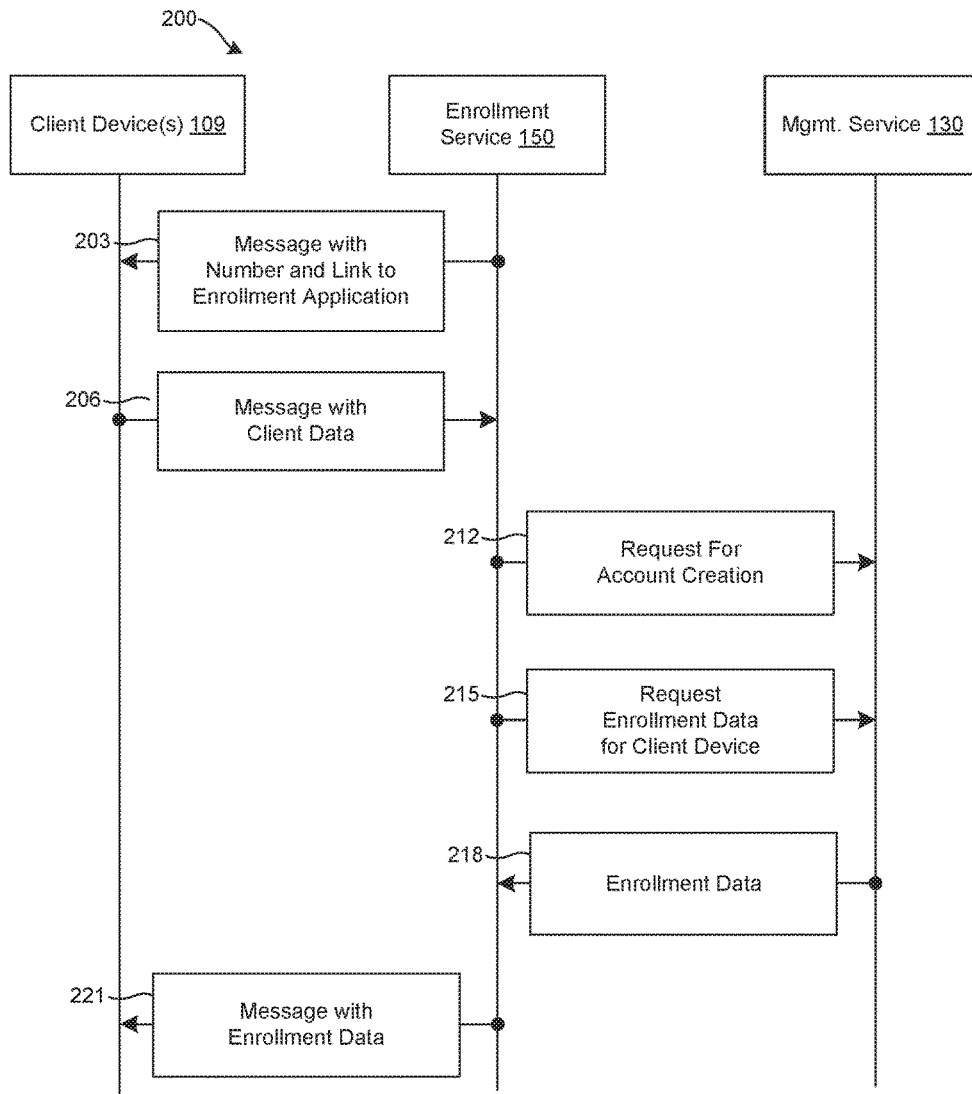 200
Client Device(s) 109
Enrollment
Service 150
Mgmt. Service 130
203
Message with
Number and Link to
Enrollment Application
206
Message with
Client Data
212
Request For
Account Creation
215
Request
Enrollment Data
for Client Device
218
Enrollment Data
221
Message with
Enrollment Data